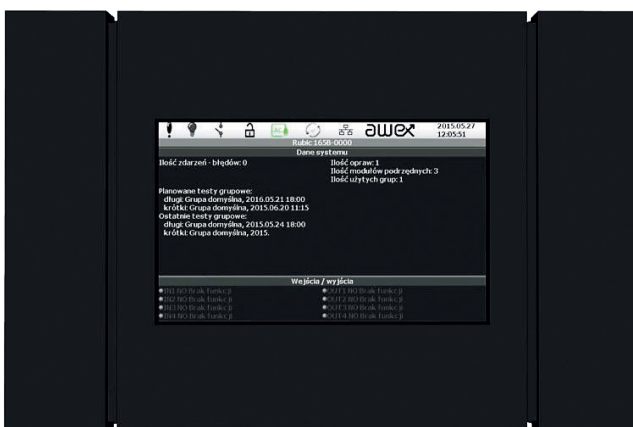 AC
awex
2015.05.27
12:05:51
Rubic 1658-0000
Dane systemu
Ilość zdarzeń - błędów: 0
Ilość opraw: 1
Ilość modułów podrzędnych: 3
Ilość użytych grup: 1
Planowane testy grupowe:
długi: Grupa domyślna, 2016.05.21 18:00
krótki: Grupa domyślna, 2015.06.20 11:15
Ostatnie testy grupowe:
długi: Grupa domyślna, 2015.05.24 18:00
krótki: Grupa domyślna, 2015.
Wejścia / wyjścia
IN1 NO Brak funkcji
OUT1 NO Brak funkcji
IN2 NO Brak funkcji
OUT2 NO Brak funkcji
IN3 NO Brak funkcji
OUT3 NO Brak funkcji
IN4 NO Brak funkcji
OUT4 NO Brak funkcji